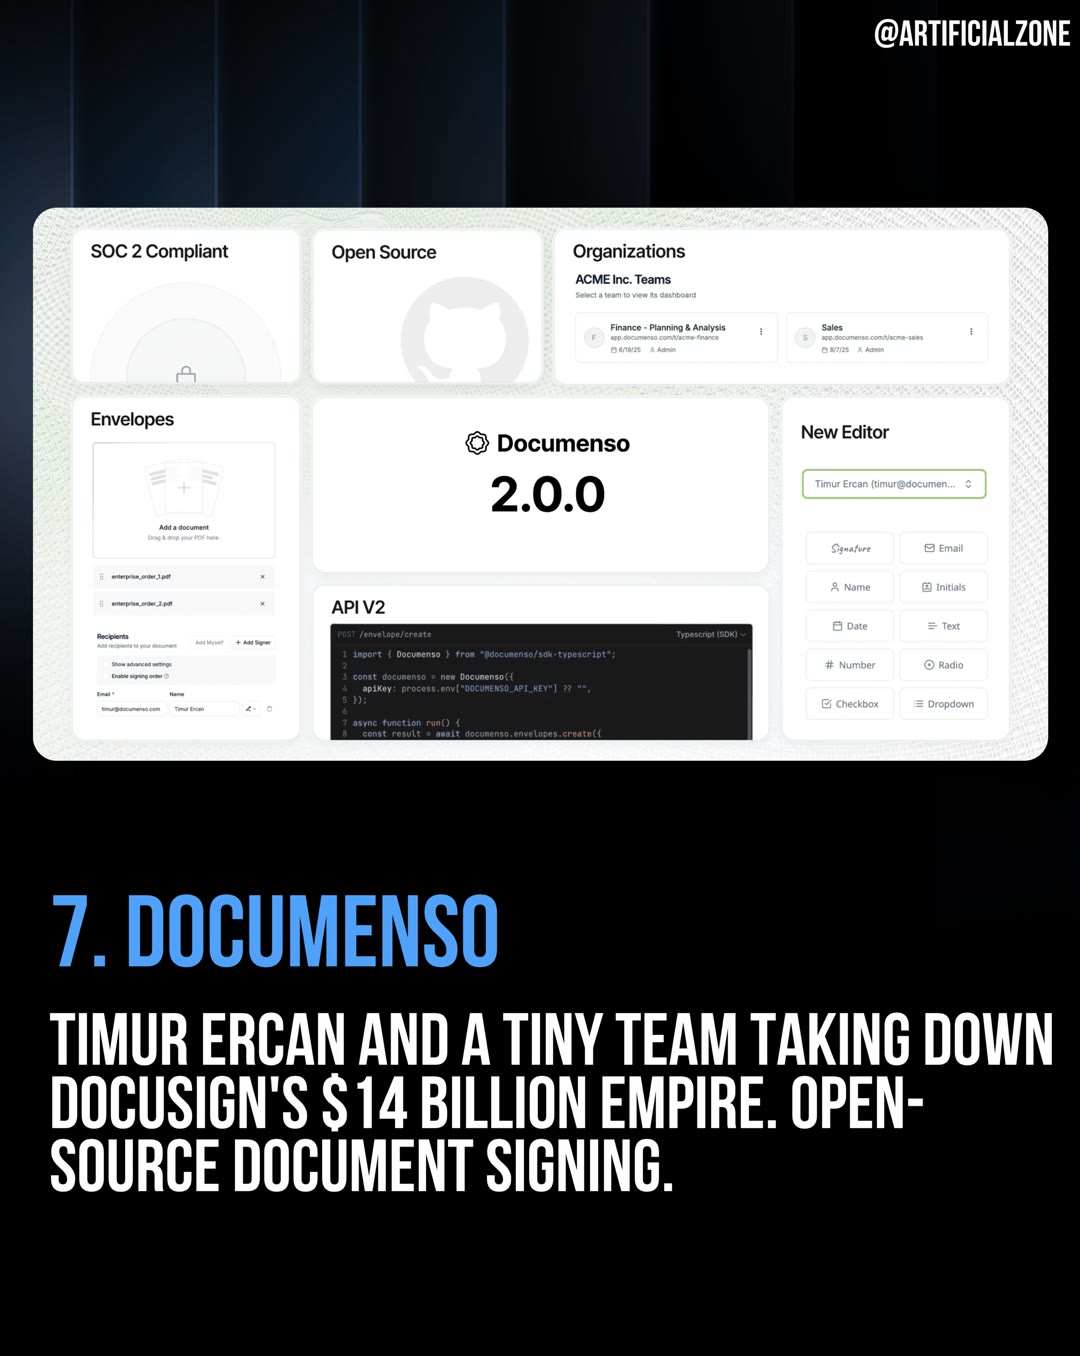 @ARTIFICIALZONE
SOC 2 Compliant
Open Source
Organizations
ACME Inc. Teams
Select a team to view its dashboard
F
Finance - Planning & Analysis
app.documenso.com/t/acme-finance
6/19/25 Admin
S
Sales
app.documenso.com/t/acme-sales
8/7/25 Admin
Envelopes
Add a document
Drag & drop your PDF here.
enterprise_order_1.pdf
enterprise_order_2.pdf
Recipients
Add recipients to your document
Add Myself
+ Add Signer
Show advanced settings
Enable signing order
Email * Name
timur@documenso.com Timur Ercan
Documenso
2.0.0
API V2
POST /envelope/create Typescript (SDK)
1 import { Documenso } from "@documenso/sdk-typescript";
2
3 const documenso = new Documenso({
4 apiKey: process.env["DOCUMENSO_API_KEY"] ?? "",
5 });
6
7 async function run() {
8 const result = await documenso.envelopes.create({
New Editor
Timur Ercan (timur@documen...
Signature Email
Name Initials
Date Text
Number Radio
Checkbox Dropdown
7. DOCUMENSO
TIMUR ERCAN AND A TINY TEAM TAKING DOWN
DOCUSIGN'S $14 BILLION EMPIRE. OPEN-
SOURCE DOCUMENT SIGNING.